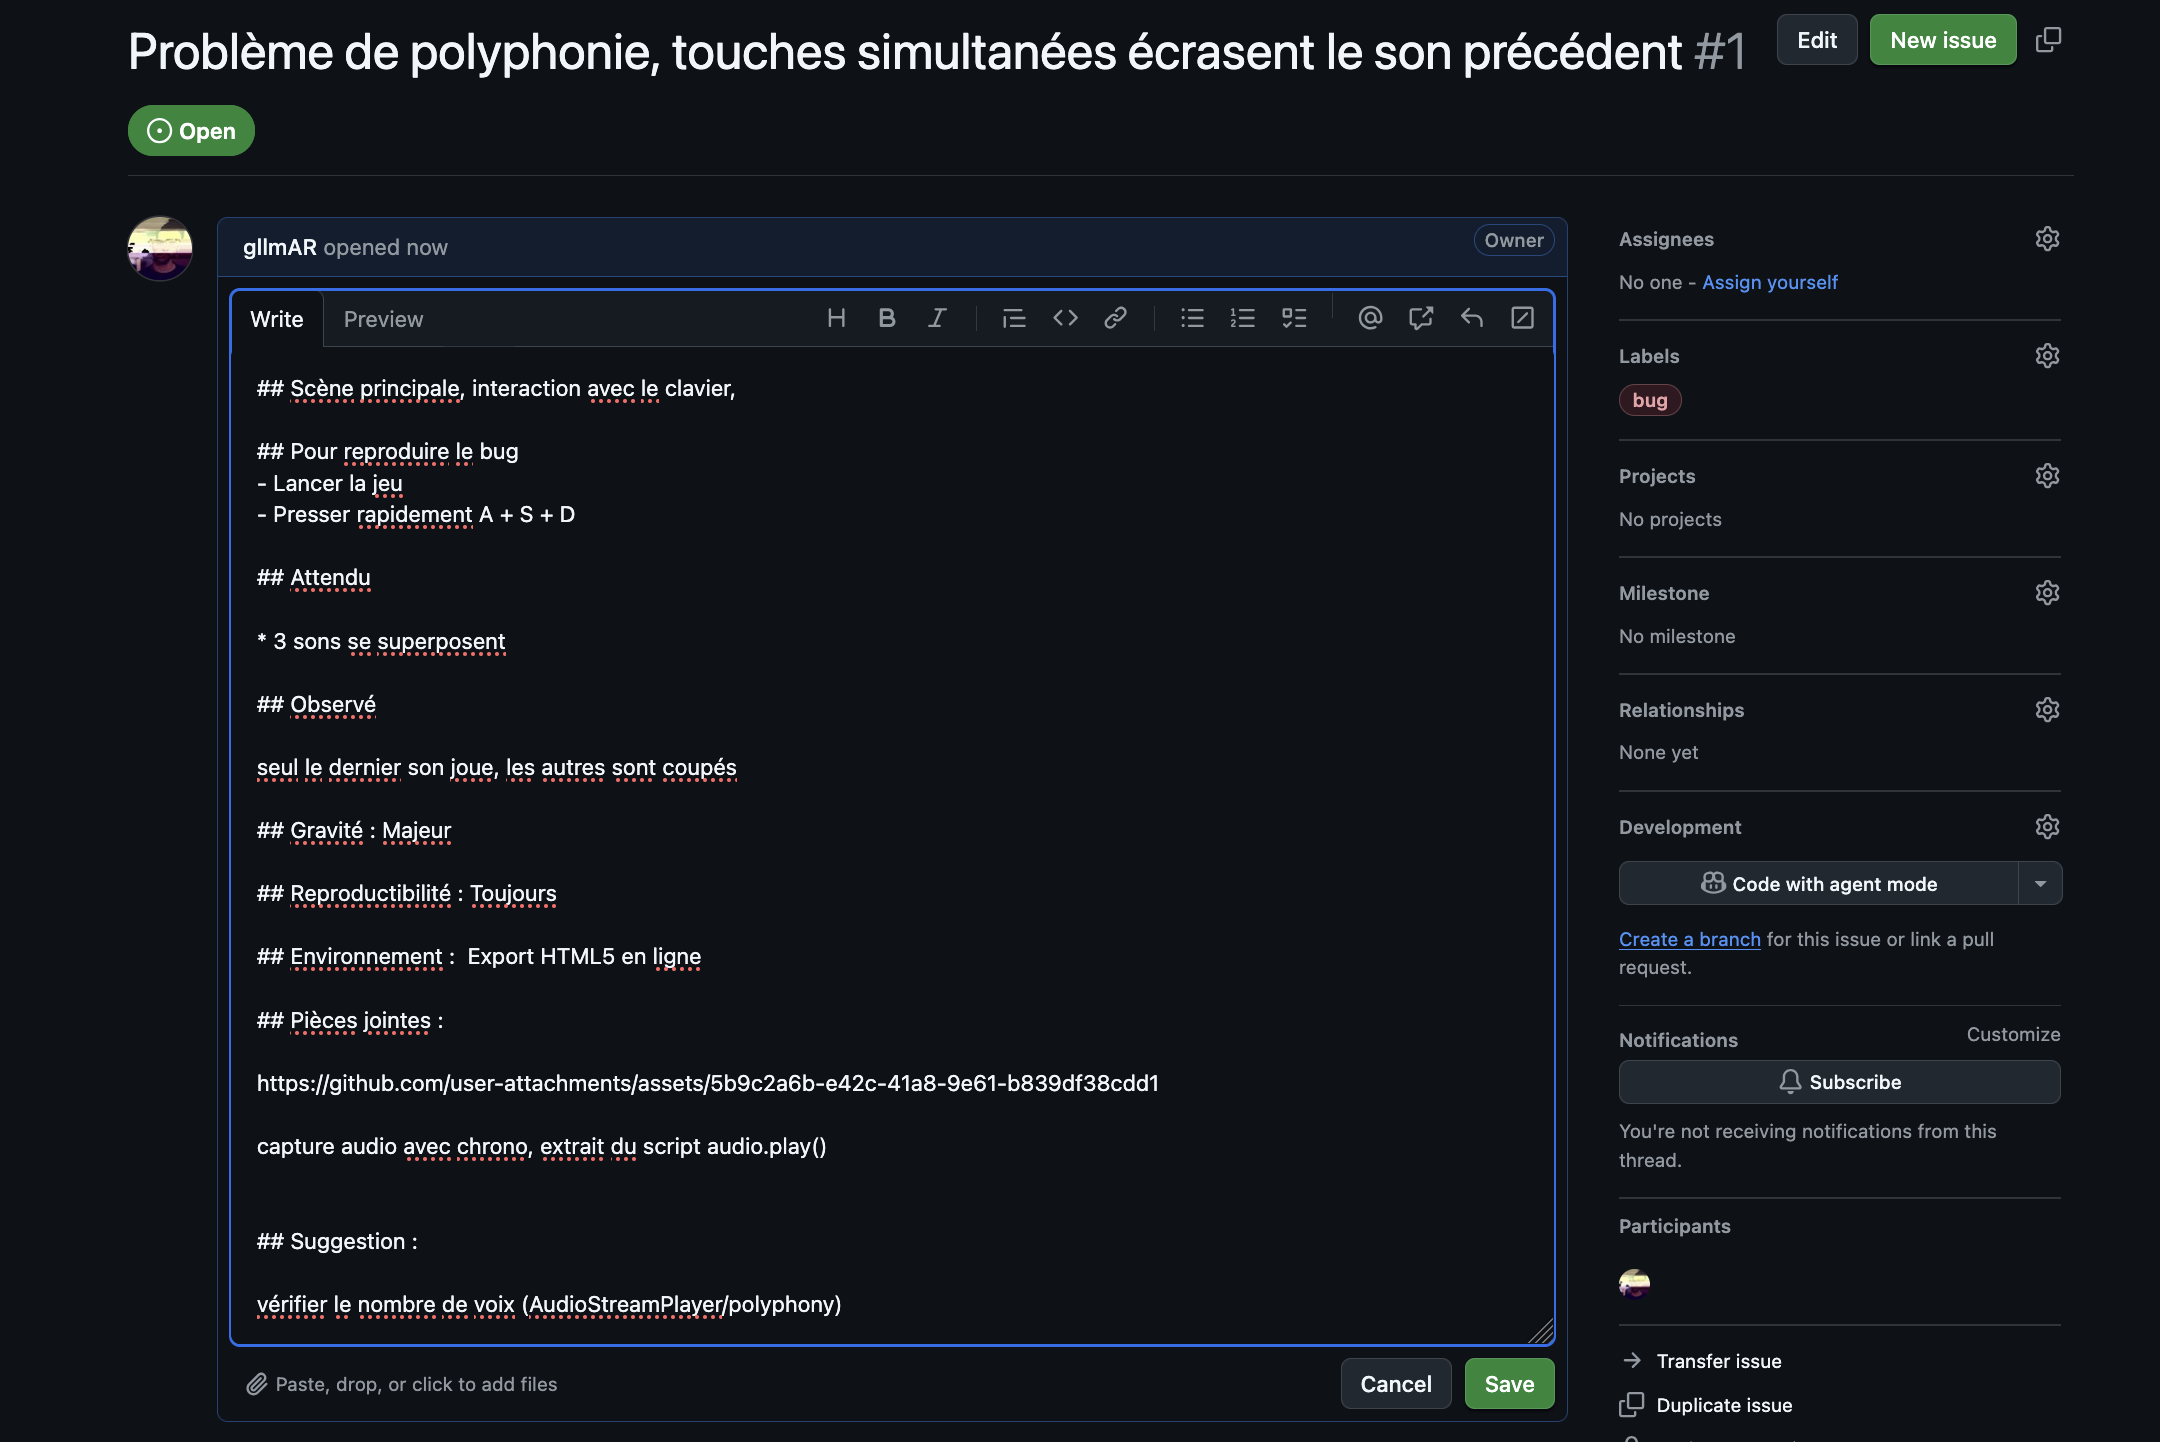 Problème de polyphonie, touches simultanées écrasent le son précédent #1
Edit
New issue
Open
gllmAR opened now
Owner
Write
Preview
## Scène principale, interaction avec le clavier,
## Pour reproduire le bug
- Lancer la jeu
- Presser rapidement A + S + D
## Attendu
* 3 sons se superposent
## Observé
seul le dernier son joue, les autres sont coupés
## Gravité : Majeur
## Reproductibilité : Toujours
## Environnement :  Export HTML5 en ligne
## Pièces jointes :
https://github.com/user-attachments/assets/5b9c2a6b-e42c-41a8-9e61-b839df38cdd1
capture audio avec chrono, extrait du script audio.play()
## Suggestion :
vérifier le nombre de voix (AudioStreamPlayer/polyphony)
Paste, drop, or click to add files
Cancel
Save
Assignees
No one - Assign yourself
Labels
bug
Projects
No projects
Milestone
No milestone
Relationships
None yet
Development
Code with agent mode
Create a branch for this issue or link a pull
request.
Notifications
Customize
Subscribe
You're not receiving notifications from this
thread.
Participants
Transfer issue
Duplicate issue